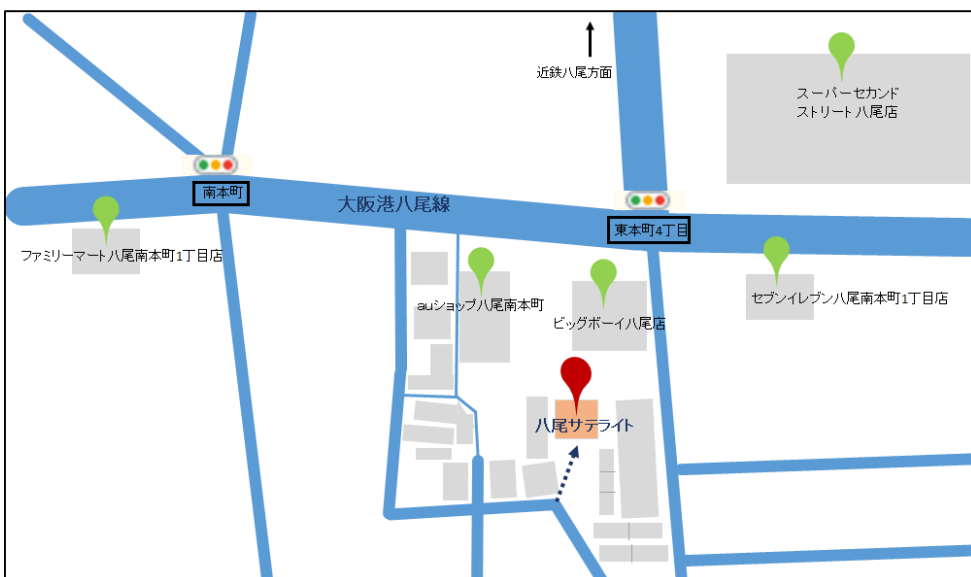 近鉄八尾方面
スーパーセカンド
ストリート八尾店
南本町
大阪港八尾線
東本町4丁目
ファミリーマート八尾南本町1丁目店
auショップ八尾南本町
ビッグボーイ八尾店
セブンイレブン八尾南本町1丁目店
八尾サテライト